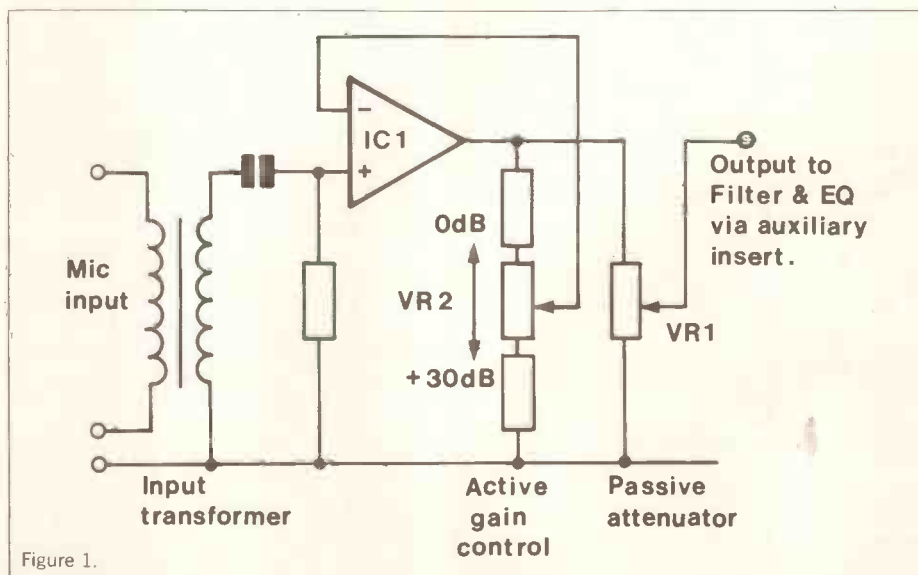 IC1
−
+
Mic
input
0dB
VR2
+30dB
VR1
S
Output to
Filter & EQ
via auxiliary
insert.
Input
transformer
Active
gain
control
Passive
attenuator
Figure 1.